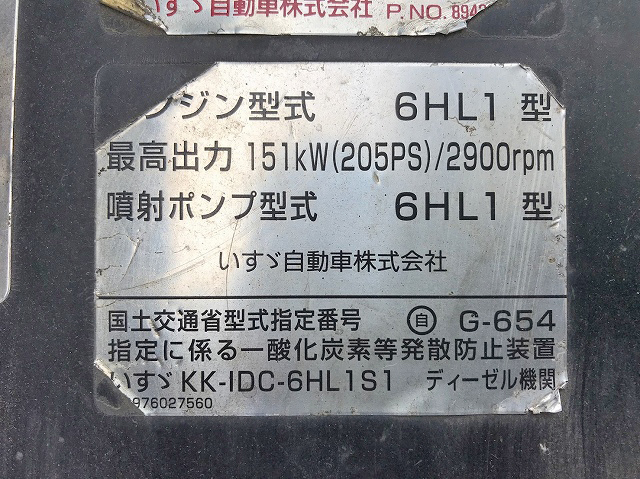 いすゞ自動車株式会社 P NO. 8943
ンジン型式 6HL1 型
最高出力 151kW(205PS)/2900rpm
噴射ポンプ型式 6HL1 型
いすゞ自動車株式会社
国土交通省型式指定番号 自 G-654
指定に係る一酸化炭素等発散防止装置
いすゞ KK-IDC-6HL1S1 ディーゼル機関
976027560